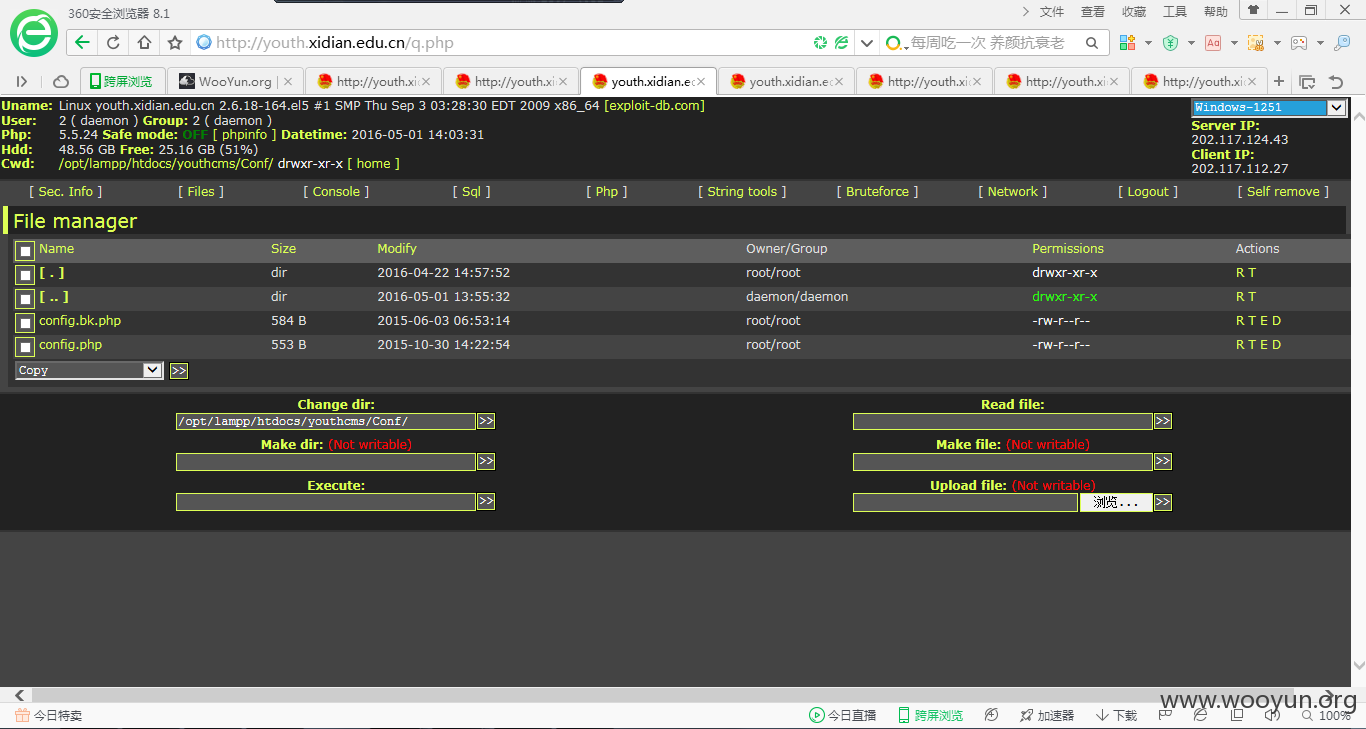 360安全浏览器 8.1
文件 查看 收藏 工具 帮助
http://youth.xidian.edu.cn/q.php
每周吃一次 养颜抗衰老
跨屏浏览 WooYun.org | http://youth.xi http://youth.xi youth.xidian.e youth.xidian.e http://youth.xi http://youth.xi http://youth.xi
Uname: Linux youth.xidian.edu.cn 2.6.18-164.el5 #1 SMP Thu Sep 3 03:28:30 EDT 2009 x86_64 [exploit-db.com]
Windows-1251
User: 2 ( daemon ) Group: 2 ( daemon )
Server IP:
Php: 5.5.24 Safe mode: OFF [ phpinfo ] Datetime: 2016-05-01 14:03:31
202.117.124.43
Hdd: 48.56 GB Free: 25.16 GB (51%)
Client IP:
Cwd: /opt/lampp/htdocs/youthcms/Conf/ drwxr-xr-x [ home ]
202.117.112.27
[ Sec. Info ] [ Files ] [ Console ] [ Sql ] [ Php ] [ String tools ] [ Bruteforce ] [ Network ] [ Logout ] [ Self remove ]
File manager
Name Size Modify Owner/Group Permissions Actions
[ . ] dir 2016-04-22 14:57:52 root/root drwxr-xr-x R T
[ .. ] dir 2016-05-01 13:55:32 daemon/daemon drwxr-xr-x R T
config.bk.php 584 B 2015-06-03 06:53:14 root/root -rw-r--r-- R T E D
config.php 553 B 2015-10-30 14:22:54 root/root -rw-r--r-- R T E D
Copy >>
Change dir: Read file:
/opt/lampp/htdocs/youthcms/Conf/ >> >>
Make dir: (Not writable) Make file: (Not writable)
>> >>
Execute: Upload file: (Not writable)
>> 浏览... >>
www.wooyun.org
今日特卖 今日直播 跨屏浏览 加速器 下载 100%